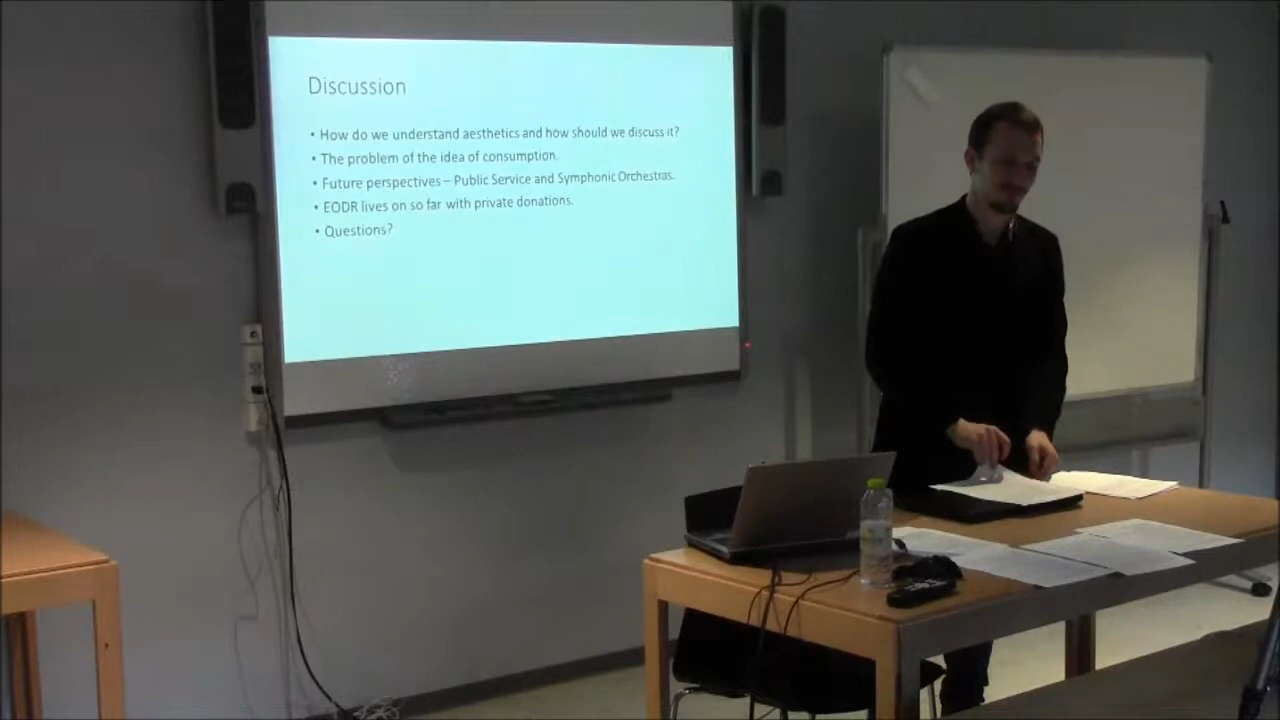 Discussion
• How do we understand aesthetics and how should we discuss it?
• The problem of the idea of consumption.
• Future perspectives – Public Service and Symphonic Orchestras.
• EODR lives on so far with private donations.
• Questions?